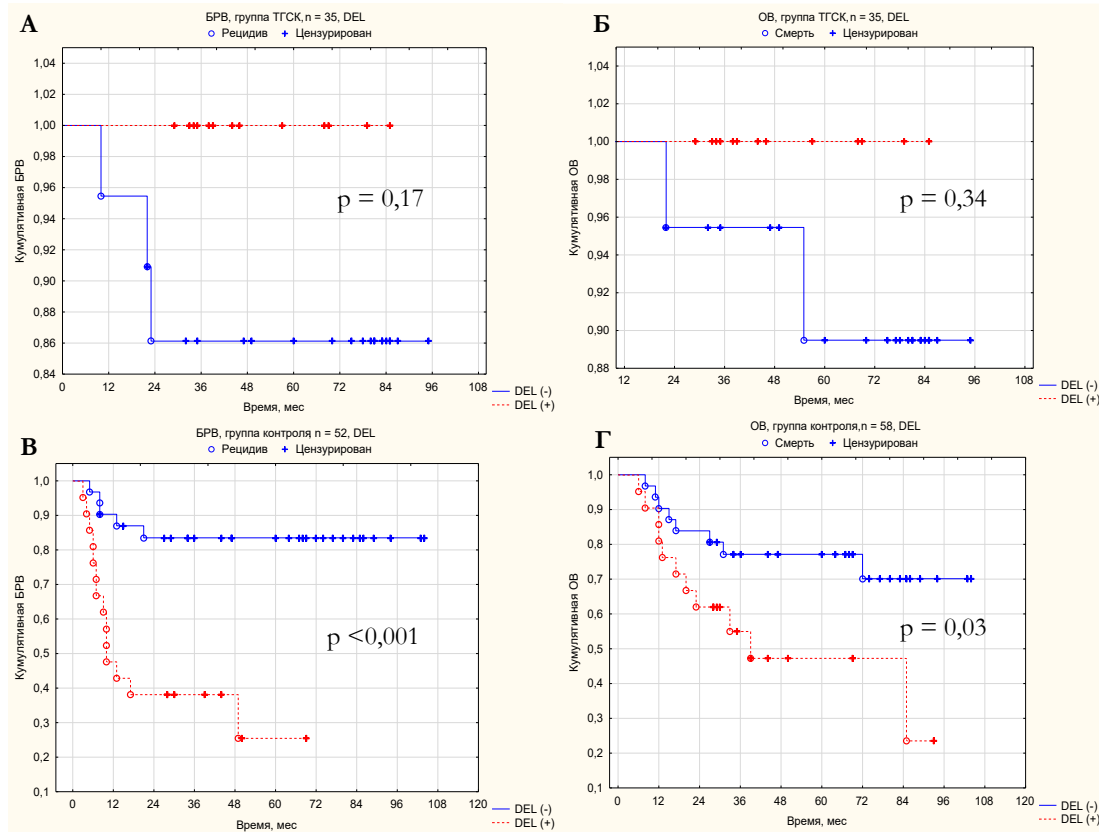 А
БРВ, группа ТГСК, n = 35, DEL
Рецидив Цензурирован
1,04
1,02
1,00
0,98
0,96
0,94
0,92
0,90
0,88
0,86
0,84
Кумулятивная БРВ
p = 0,17
0 12 24 36 48 60 72 84 96 108
Время, мес
DEL (-)
DEL (+)
Б
ОВ, группа ТГСК, n = 35, DEL
Смерть Цензурирован
1,04
1,02
1,00
0,98
0,96
0,94
0,92
0,90
0,88
Кумулятивная ОВ
p = 0,34
12 24 36 48 60 72 84 96 108
Время, мес
DEL (-)
DEL (+)
В
БРВ, группа контроля, n = 52, DEL
Рецидив Цензурирован
1,0
0,9
0,8
0,7
0,6
0,5
0,4
0,3
0,2
0,1
Кумулятивная БРВ
p <0,001
0 12 24 36 48 60 72 84 96 108 120
Время, мес
DEL (-)
DEL (+)
Г
ОВ, группа контроля, n = 58, DEL
Смерть Цензурирован
1,0
0,9
0,8
0,7
0,6
0,5
0,4
0,3
0,2
0,1
Кумулятивная ОВ
p = 0,03
0 12 24 36 48 60 72 84 96 108 120
Время, мес
DEL (-)
DEL (+)